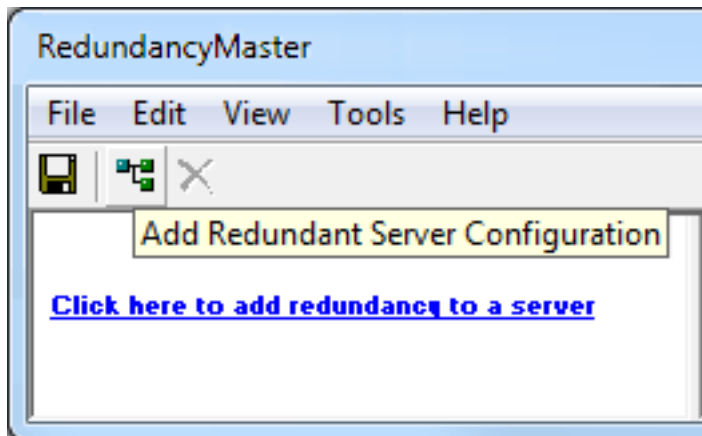 RedundancyMaster
File Edit View Tools Help
Add Redundant Server Configuration
Click here to add redundancy to a server